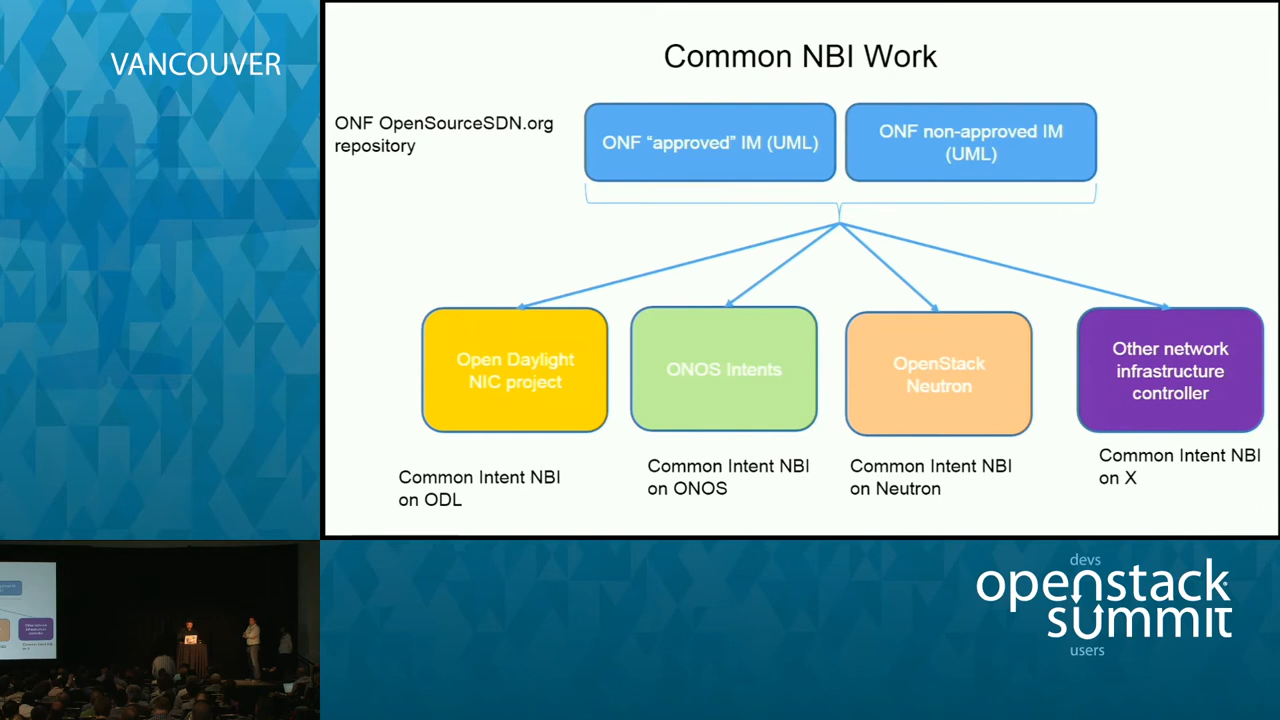 VANCOUVER
Common NBI Work
ONF OpenSourceSDN.org
repository
ONF “approved” IM (UML)
ONF non-approved IM
(UML)
Open Daylight
NIC project
ONOS Intents
OpenStack
Neutron
Other network
infrastructure
controller
Common Intent NBI
on ODL
Common Intent NBI
on ONOS
Common Intent NBI
on Neutron
Common Intent NBI
on X
devs
openstack
summit
users